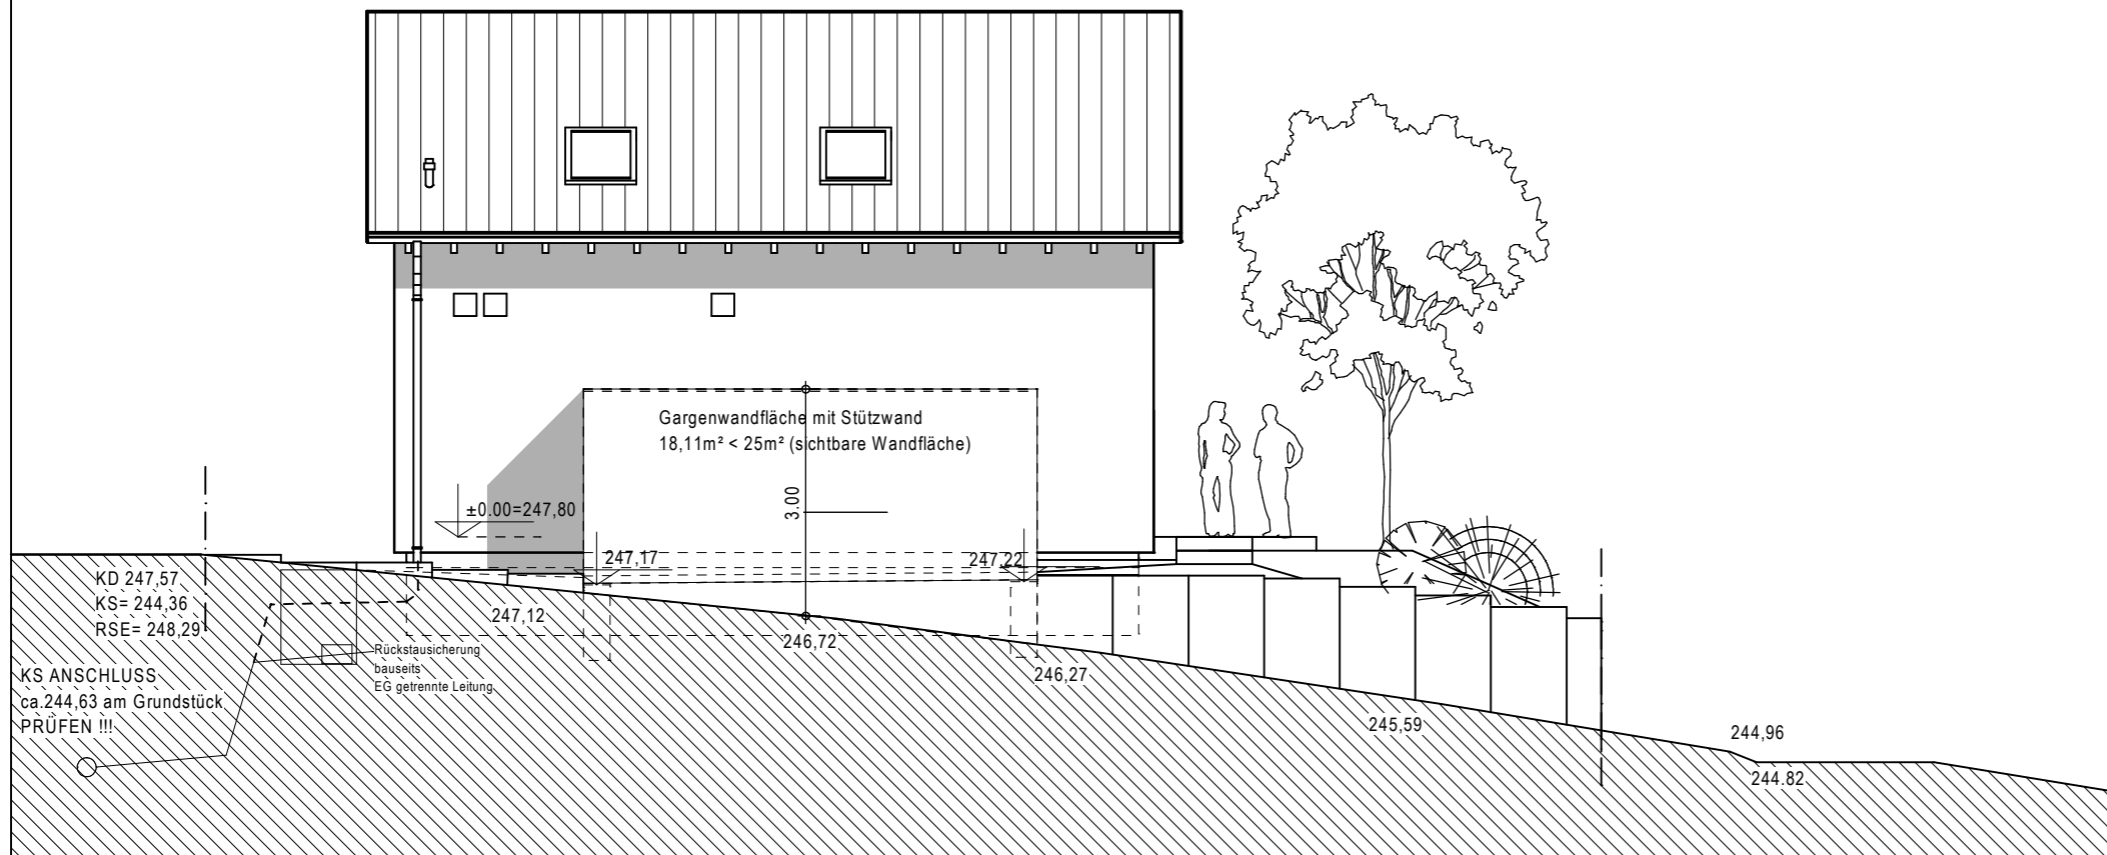 Gargenwandfläche mit Stützwand
18,11m² < 25m² (sichtbare Wandfläche)
3.00
±0.00=247,80
247,17
247,22
KD 247,57
KS= 244,36
RSE= 248,29
247,12
246,72
Rückstausicherung
bauseits
EG getrennte Leitung
246,27
KS ANSCHLUSS
ca.244,63 am Grundstück
PRÜFEN !!!
245,59
244,96
244.82